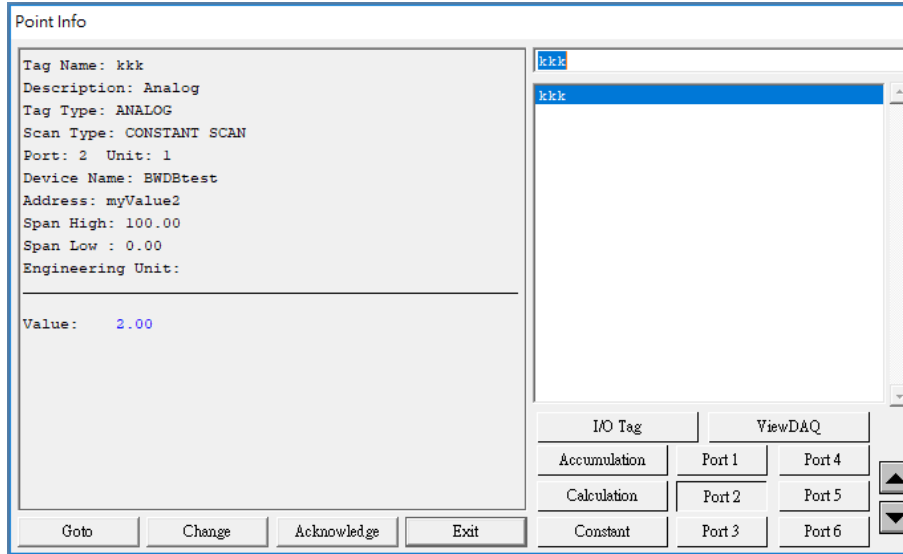 Point Info
Tag Name: kkk
Description: Analog
Tag Type: ANALOG
Scan Type: CONSTANT SCAN
Port: 2  Unit: 1
Device Name: BWDBtest
Address: myValue2
Span High: 100.00
Span Low : 0.00
Engineering Unit:
Value: 2.00
kkk
kkk
I/O Tag ViewDAQ
Accumulation Port 1 Port 4
Calculation Port 2 Port 5
Constant Port 3 Port 6
Goto Change Acknowledge Exit